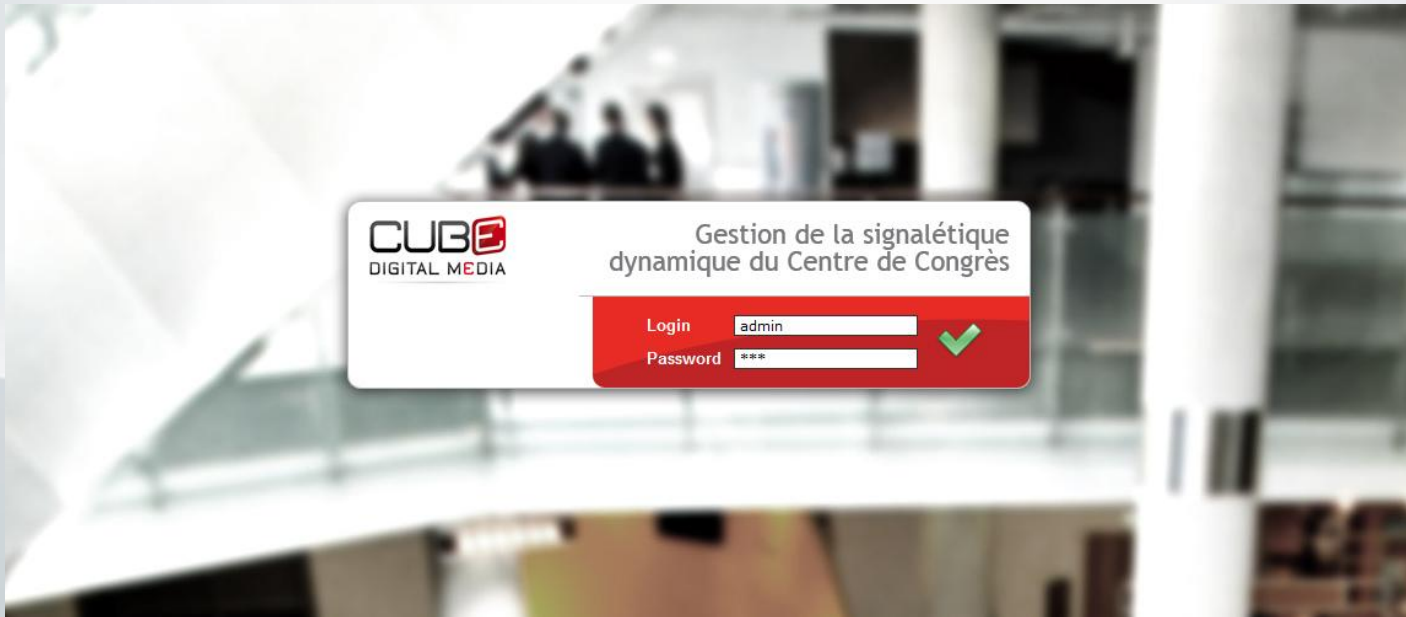 CUBE
DIGITAL MEDIA
Gestion de la signalétique
dynamique du Centre de Congrès
Login admin
Password ***